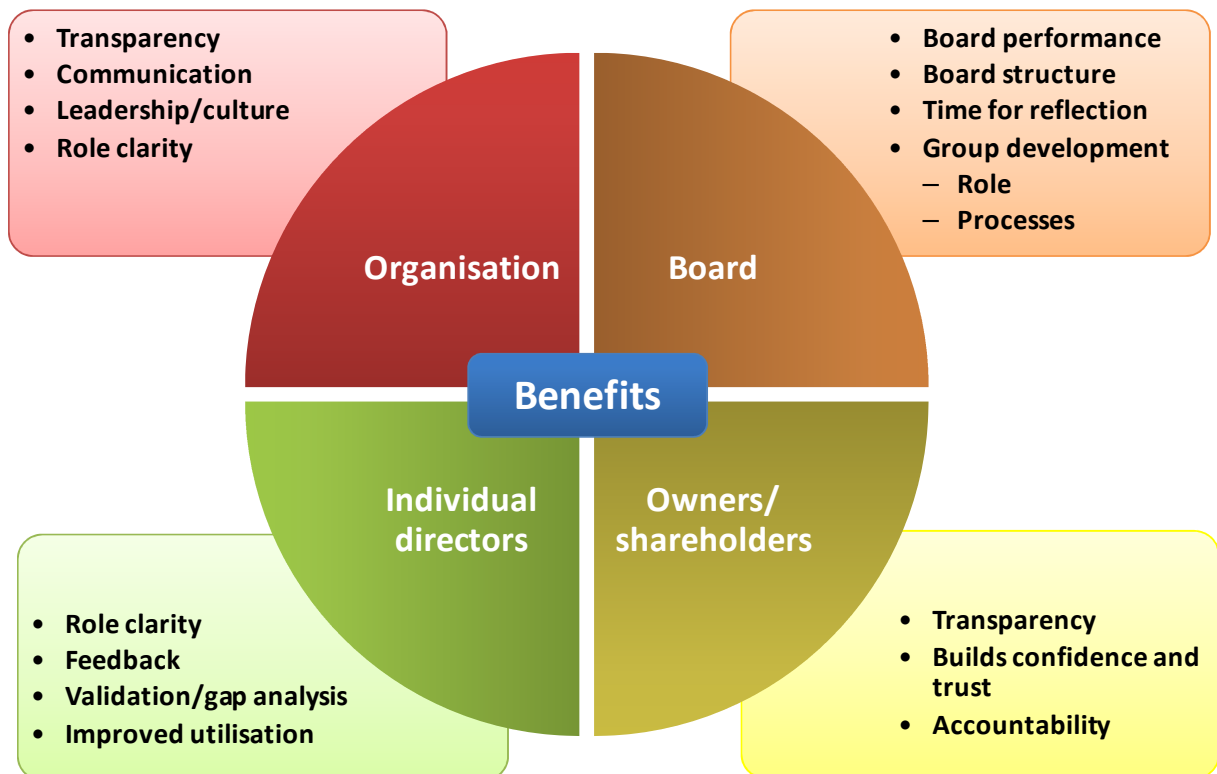 • Transparency
• Communication
• Leadership/culture
• Role clarity
• Board performance
• Board structure
• Time for reflection
• Group development
– Role
– Processes
Organisation
Board
Benefits
Individual
directors
Owners/
shareholders
• Role clarity
• Feedback
• Validation/gap analysis
• Improved utilisation
• Transparency
• Builds confidence and
trust
• Accountability